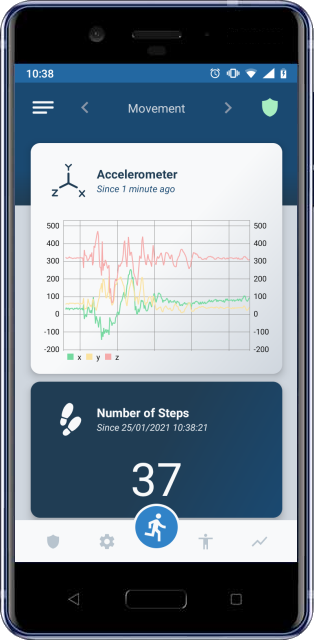 10:38
Movement
Accelerometer
Since 1 minute ago
Y
Z X
500 500
400 400
300 300
200 200
100 100
0 0
-100 -100
-200 -200
x y z
Number of Steps
Since 25/01/2021 10:38:21
37